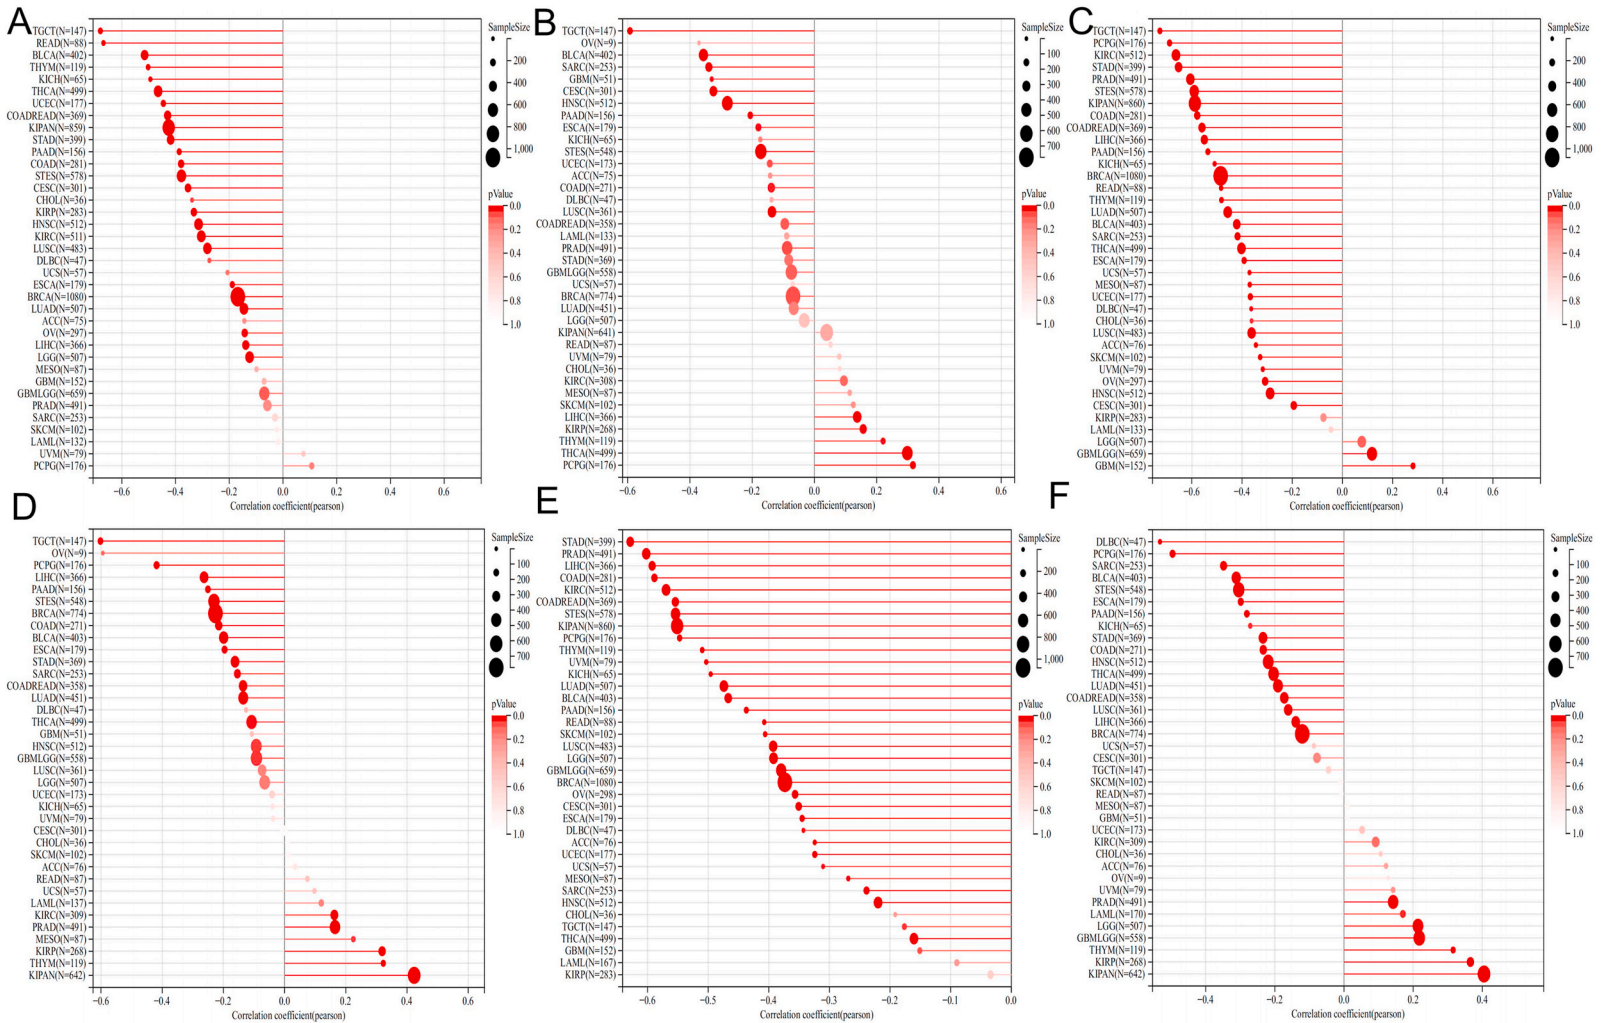 A
TGCT(N=147)
READ(N=88)
BLCA(N=402)
THYM(N=119)
KICH(N=65)
THCA(N=499)
UCEC(N=177)
COADREAD(N=369)
KIPAN(N=859)
STAD(N=399)
PAAD(N=156)
COAD(N=281)
STES(N=578)
CESC(N=301)
CHOL(N=36)
KIRP(N=283)
HNSC(N=512)
KIRC(N=511)
LUSC(N=483)
DLBC(N=47)
UCS(N=57)
ESCA(N=179)
BRCA(N=1080)
LUAD(N=507)
ACC(N=75)
OV(N=297)
LIHC(N=366)
LGG(N=507)
MESO(N=87)
GBM(N=152)
GBMLGG(N=659)
PRAD(N=491)
SARC(N=253)
SKCM(N=102)
LAML(N=132)
UVM(N=79)
PCPG(N=176)
−0.6 −0.4 −0.2 0.0 0.2 0.4 0.6
Correlation coefficient(pearson)
SampleSize
200
400
600
800
1,000
pValue
0.0
0.2
0.4
0.6
0.8
1.0
B
TGCT(N=147)
OV(N=9)
BLCA(N=402)
SARC(N=253)
GBM(N=51)
CESC(N=301)
HNSC(N=512)
PAAD(N=156)
ESCA(N=179)
KICH(N=65)
STES(N=548)
UCEC(N=173)
ACC(N=75)
COAD(N=271)
DLBC(N=47)
LUSC(N=361)
COADREAD(N=358)
LAML(N=133)
PRAD(N=491)
STAD(N=369)
GBMLGG(N=558)
UCS(N=57)
BRCA(N=774)
LUAD(N=451)
LGG(N=507)
KIPAN(N=641)
READ(N=87)
UVM(N=79)
CHOL(N=36)
KIRC(N=308)
MESO(N=87)
SKCM(N=102)
LIHC(N=366)
KIRP(N=268)
THYM(N=119)
THCA(N=499)
PCPG(N=176)
−0.6 −0.4 −0.2 0.0 0.2 0.4 0.6
Correlation coefficient(pearson)
SampleSize
100
200
300
400
500
600
700
pValue
0.0
0.2
0.4
0.6
0.8
1.0
C
TGCT(N=147)
PCPG(N=176)
KIRC(N=512)
STAD(N=399)
PRAD(N=491)
STES(N=578)
KIPAN(N=860)
COAD(N=281)
COADREAD(N=369)
LIHC(N=366)
PAAD(N=156)
KICH(N=65)
BRCA(N=1080)
READ(N=88)
THYM(N=119)
LUAD(N=507)
BLCA(N=403)
SARC(N=253)
THCA(N=499)
ESCA(N=179)
UCS(N=57)
MESO(N=87)
UCEC(N=177)
DLBC(N=47)
CHOL(N=36)
LUSC(N=483)
ACC(N=76)
SKCM(N=102)
UVM(N=79)
OV(N=297)
HNSC(N=512)
CESC(N=301)
KIRP(N=283)
LAML(N=133)
LGG(N=507)
GBMLGG(N=659)
GBM(N=152)
−0.6 −0.4 −0.2 0.0 0.2 0.4 0.6
Correlation coefficient(pearson)
SampleSize
200
400
600
800
1,000
pValue
0.0
0.2
0.4
0.6
0.8
1.0
D
TGCT(N=147)
OV(N=9)
PCPG(N=176)
LIHC(N=366)
PAAD(N=156)
STES(N=548)
BRCA(N=774)
COAD(N=271)
BLCA(N=403)
ESCA(N=179)
STAD(N=369)
SARC(N=253)
COADREAD(N=358)
LUAD(N=451)
DLBC(N=47)
THCA(N=499)
GBM(N=51)
HNSC(N=512)
GBMLGG(N=558)
LUSC(N=361)
LGG(N=507)
UCEC(N=173)
KICH(N=65)
UVM(N=79)
CESC(N=301)
CHOL(N=36)
SKCM(N=102)
ACC(N=76)
READ(N=87)
UCS(N=57)
LAML(N=137)
KIRC(N=309)
PRAD(N=491)
MESO(N=87)
KIRP(N=268)
THYM(N=119)
KIPAN(N=642)
−0.6 −0.4 −0.2 0.0 0.2 0.4 0.6
Correlation coefficient(pearson)
SampleSize
100
200
300
400
500
600
700
pValue
0.0
0.2
0.4
0.6
0.8
1.0
E
STAD(N=399)
PRAD(N=491)
LIHC(N=366)
COAD(N=281)
KIRC(N=512)
COADREAD(N=369)
STES(N=578)
KIPAN(N=860)
PCPG(N=176)
THYM(N=119)
UVM(N=79)
KICH(N=65)
LUAD(N=507)
BLCA(N=403)
PAAD(N=156)
READ(N=88)
SKCM(N=102)
LUSC(N=483)
LGG(N=507)
GBMLGG(N=659)
BRCA(N=1080)
OV(N=298)
CESC(N=301)
ESCA(N=179)
DLBC(N=47)
ACC(N=76)
UCEC(N=177)
UCS(N=57)
MESO(N=87)
SARC(N=253)
HNSC(N=512)
CHOL(N=36)
TGCT(N=147)
THCA(N=499)
GBM(N=152)
LAML(N=167)
KIRP(N=283)
−0.6 −0.5 −0.4 −0.3 −0.2 −0.1 0.0
Correlation coefficient(pearson)
SampleSize
200
400
600
800
1,000
pValue
0.0
0.2
0.4
0.6
0.8
1.0
F
DLBC(N=47)
PCPG(N=176)
SARC(N=253)
BLCA(N=403)
STES(N=548)
ESCA(N=179)
PAAD(N=156)
KICH(N=65)
STAD(N=369)
COAD(N=271)
HNSC(N=512)
THCA(N=499)
LUAD(N=451)
COADREAD(N=358)
LUSC(N=361)
LIHC(N=366)
BRCA(N=774)
UCS(N=57)
CESC(N=301)
TGCT(N=147)
SKCM(N=102)
READ(N=87)
MESO(N=87)
GBM(N=51)
UCEC(N=173)
KIRC(N=309)
CHOL(N=36)
ACC(N=76)
OV(N=9)
UVM(N=79)
PRAD(N=491)
LAML(N=170)
LGG(N=507)
GBMLGG(N=558)
THYM(N=119)
KIRP(N=268)
KIPAN(N=642)
−0.4 −0.2 0.0 0.2 0.4
Correlation coefficient(pearson)
SampleSize
100
200
300
400
500
600
700
pValue
0.0
0.2
0.4
0.6
0.8
1.0